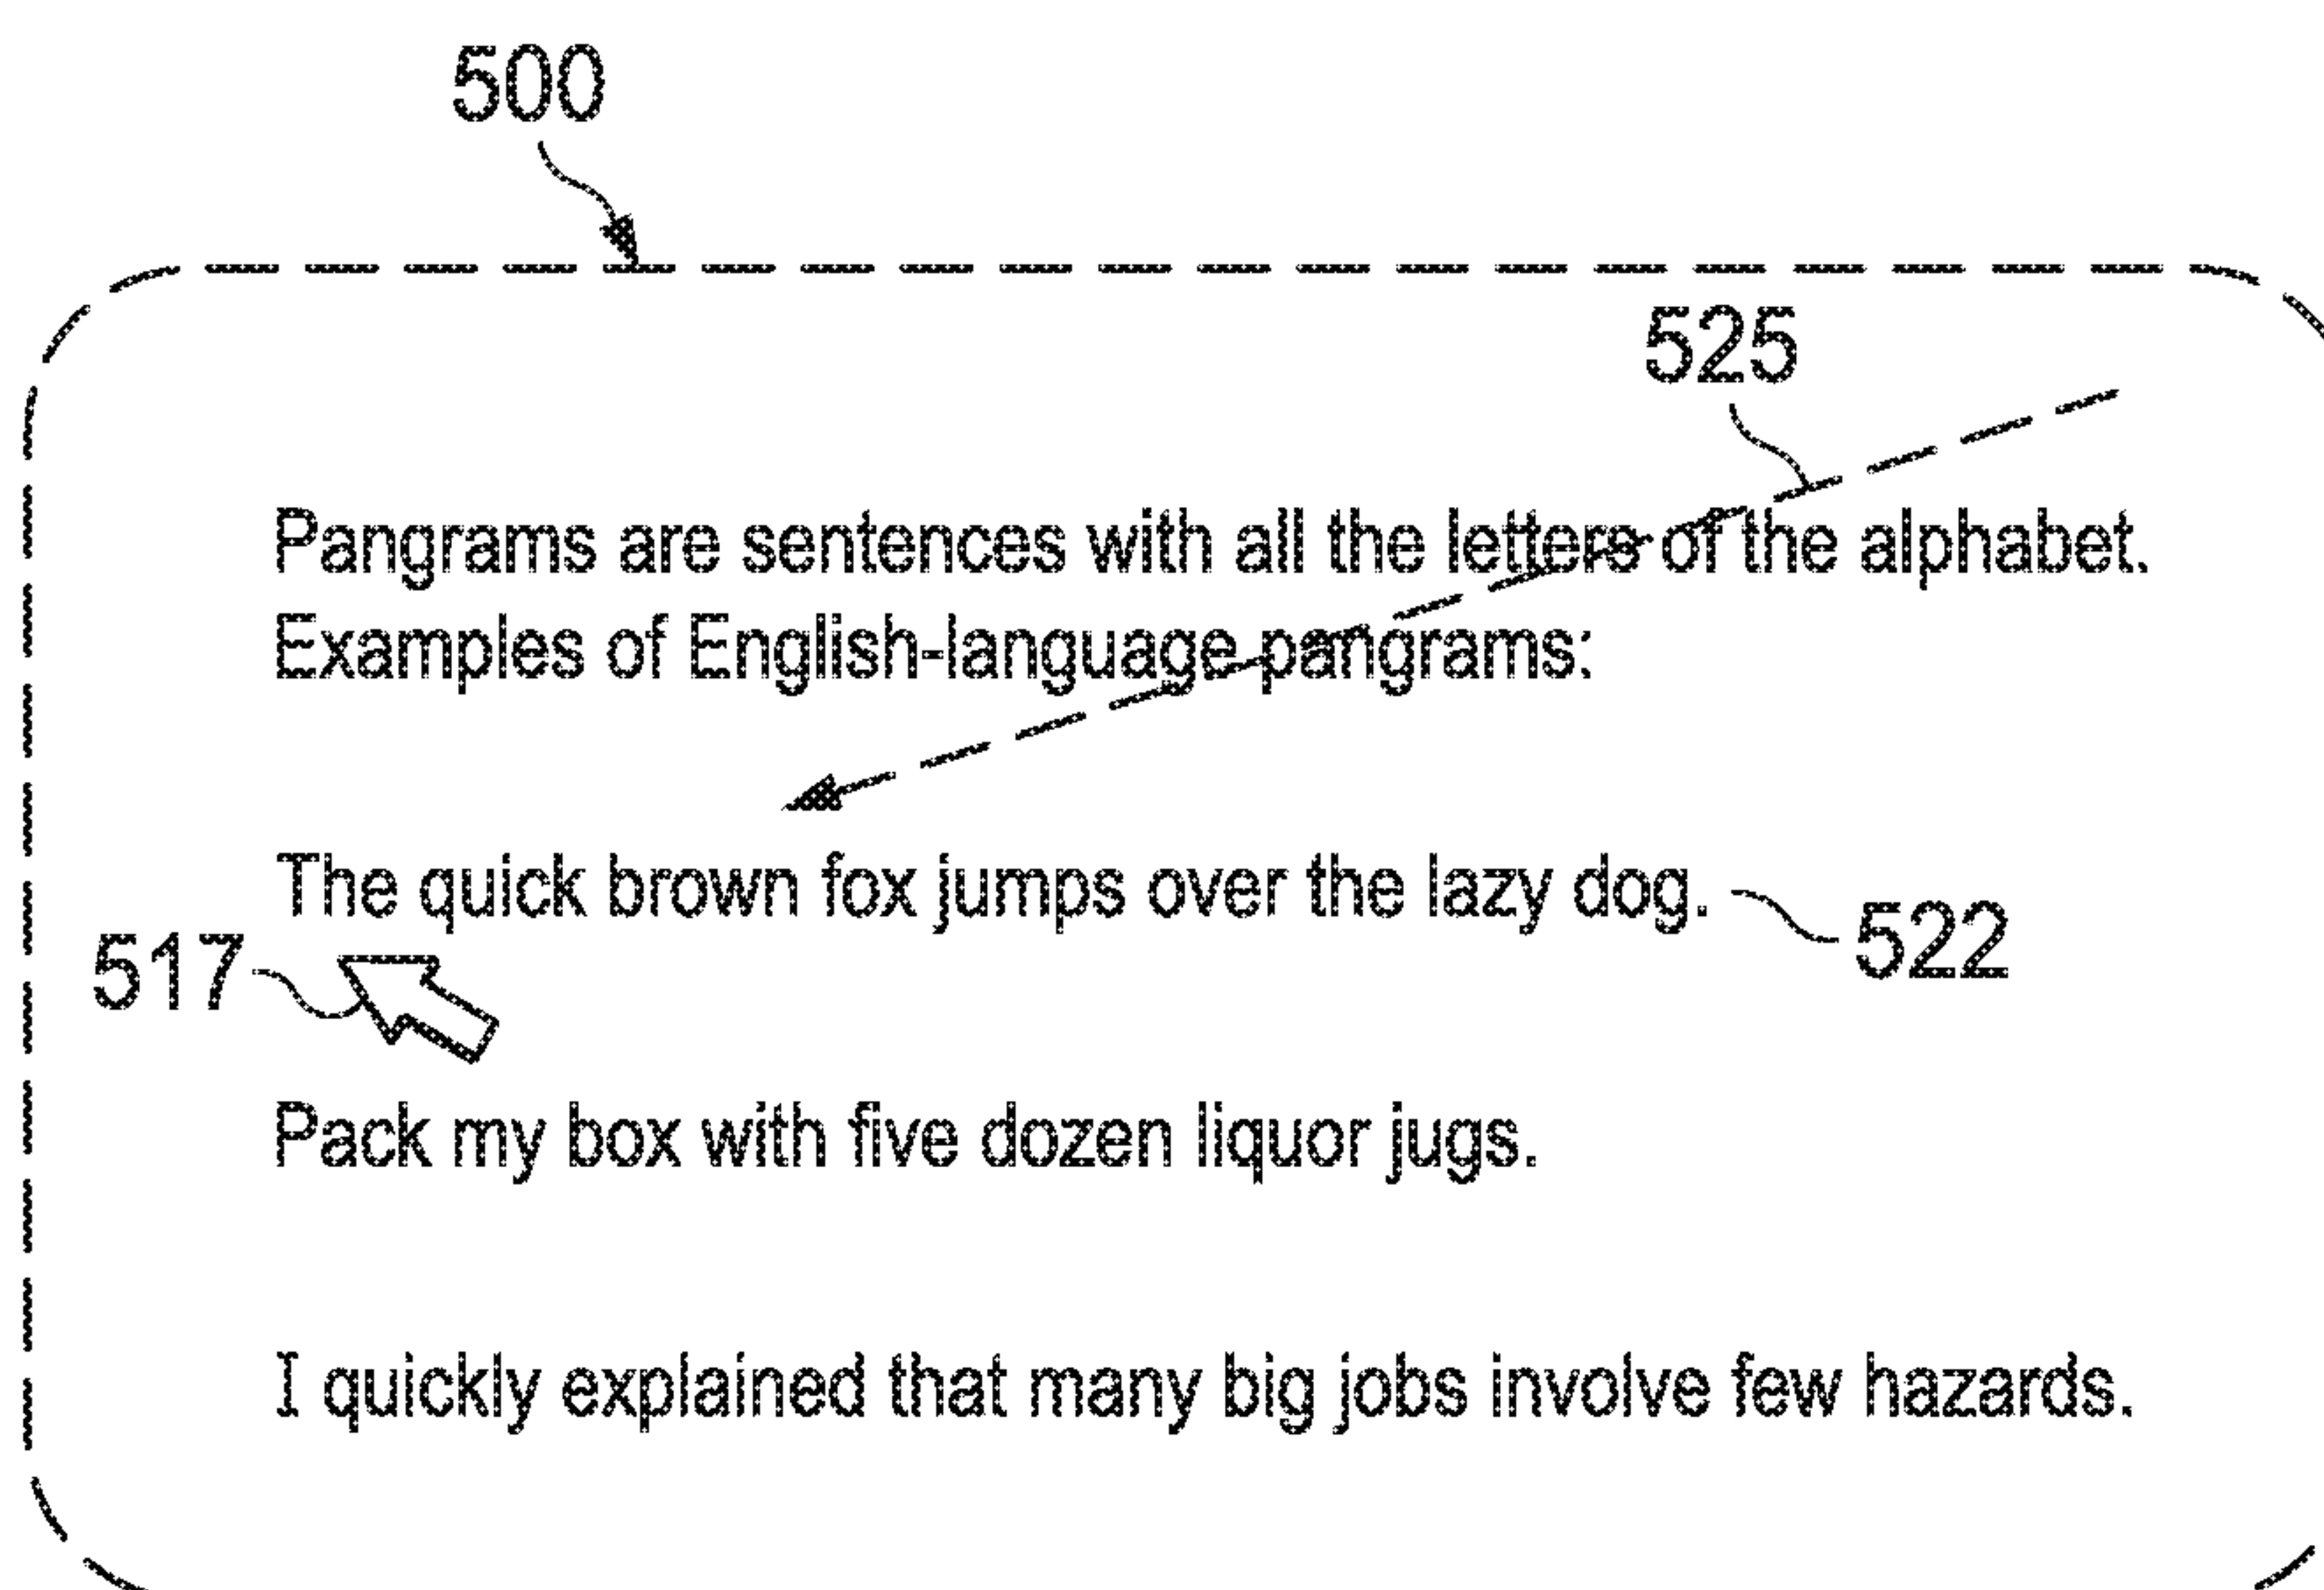 500
525
Pangrams are sentences with all the letters of the alphabet.
Examples of English-language pangrams:
The quick brown fox jumps over the lazy dog.
522
517
Pack my box with five dozen liquor jugs.
I quickly explained that many big jobs involve few hazards.